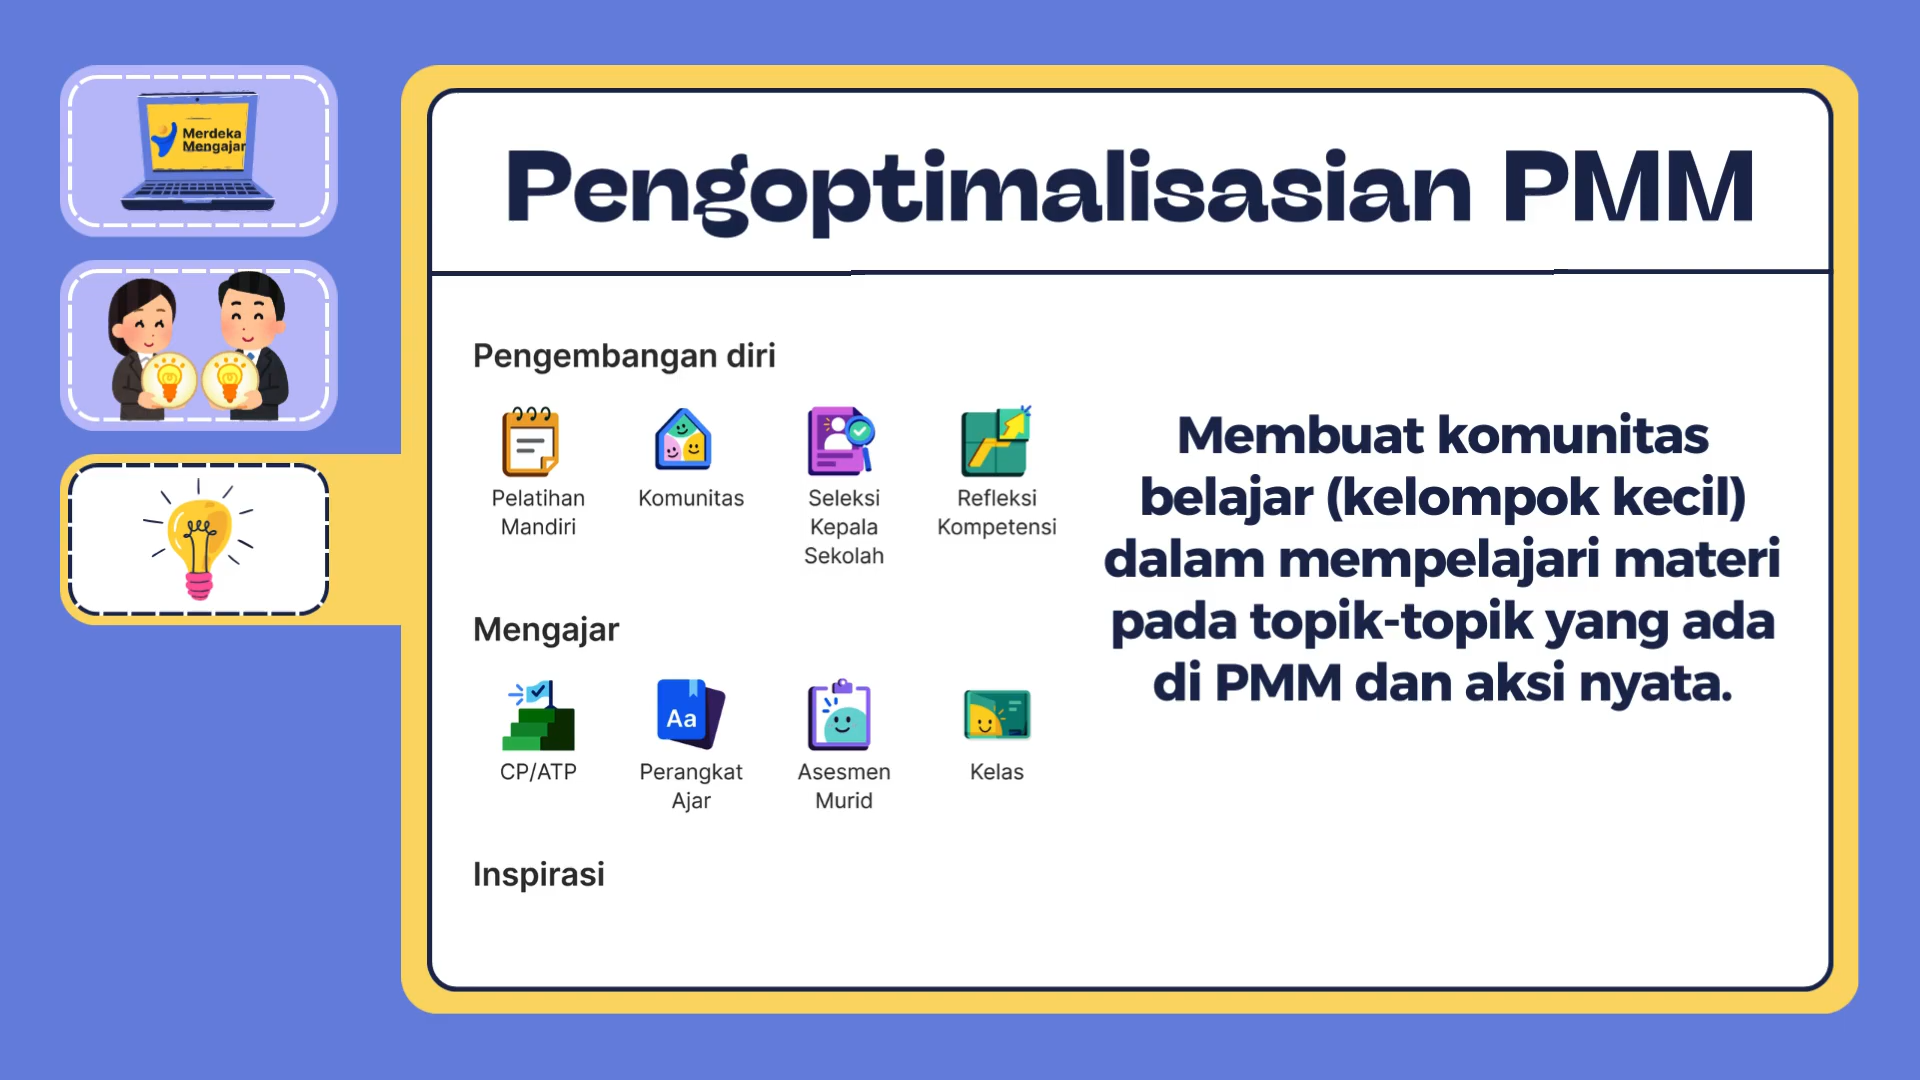 Merdeka
Mengajar
Pengoptimalisasian PMM
Pengembangan diri
Pelatihan
Mandiri
Komunitas
Seleksi
Kepala
Sekolah
Refleksi
Kompetensi
Mengajar
CP/ATP
Aa
Perangkat
Ajar
Asesmen
Murid
Kelas
Inspirasi
Membuat komunitas
belajar (kelompok kecil)
dalam mempelajari materi
pada topik-topik yang ada
di PMM dan aksi nyata.